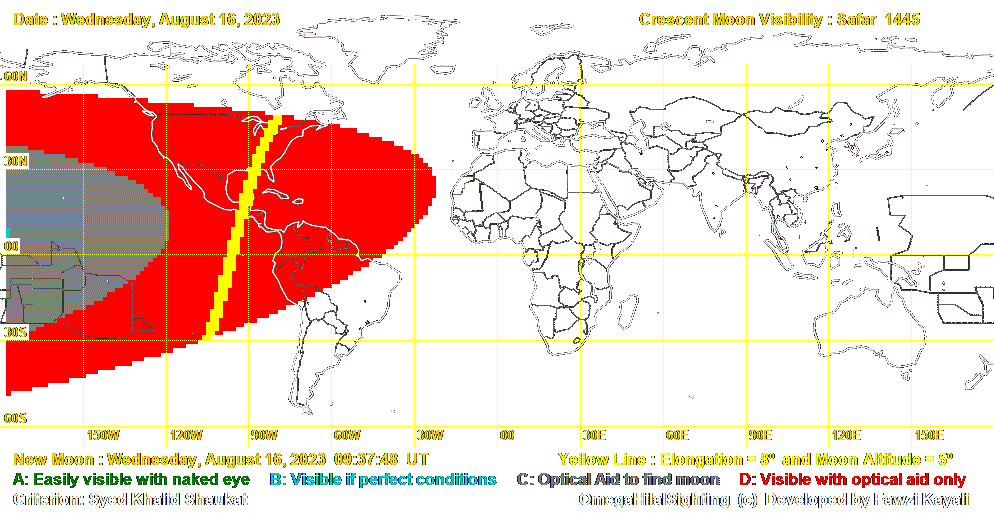 Date : Wednesday, August 16, 2023
Crescent Moon Visibility : Safar 1445
60N
30N
00
30S
60S
150W 120W 90W 60W 30W 00 30E 60E 90E 120E 150E
New Moon : Wednesday, August 16, 2023 09:37:48 UT
Yellow Line : Elongation = 8º and Moon Altitude = 5º
A: Easily visible with naked eye B: Visible if perfect conditions C: Optical Aid to find moon D: Visible with optical aid only
Criterion: Syed Khalid Shaukat OmegaHilalSighting (c) Developed by Fawzi Kayali